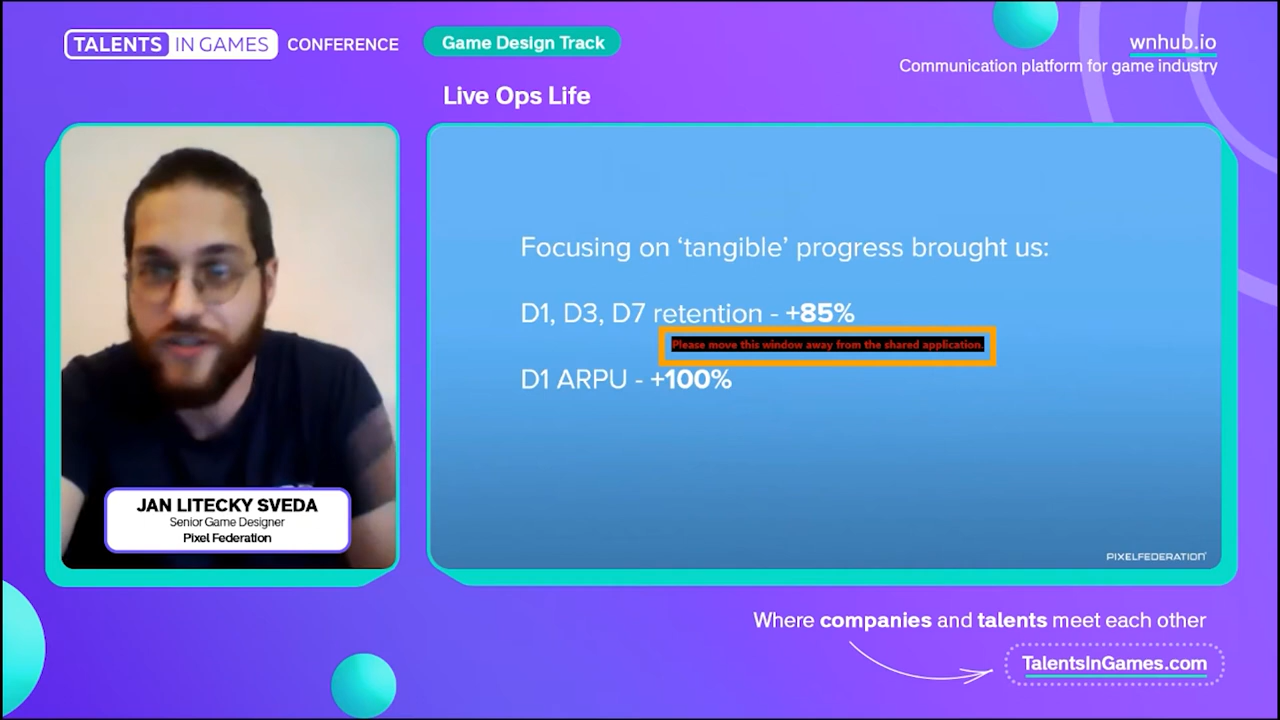 TALENTS IN GAMES CONFERENCE
Game Design Track
wnhub.io
Communication platform for game industry
Live Ops Life
Focusing on ‘tangible’ progress brought us:
D1, D3, D7 retention - +85%
Please move this window away from the shared application.
D1 ARPU - +100%
JAN LITECKY SVEDA
Senior Game Designer
Pixel Federation
PIXELFEDERATION
Where companies and talents meet each other
TalentsInGames.com